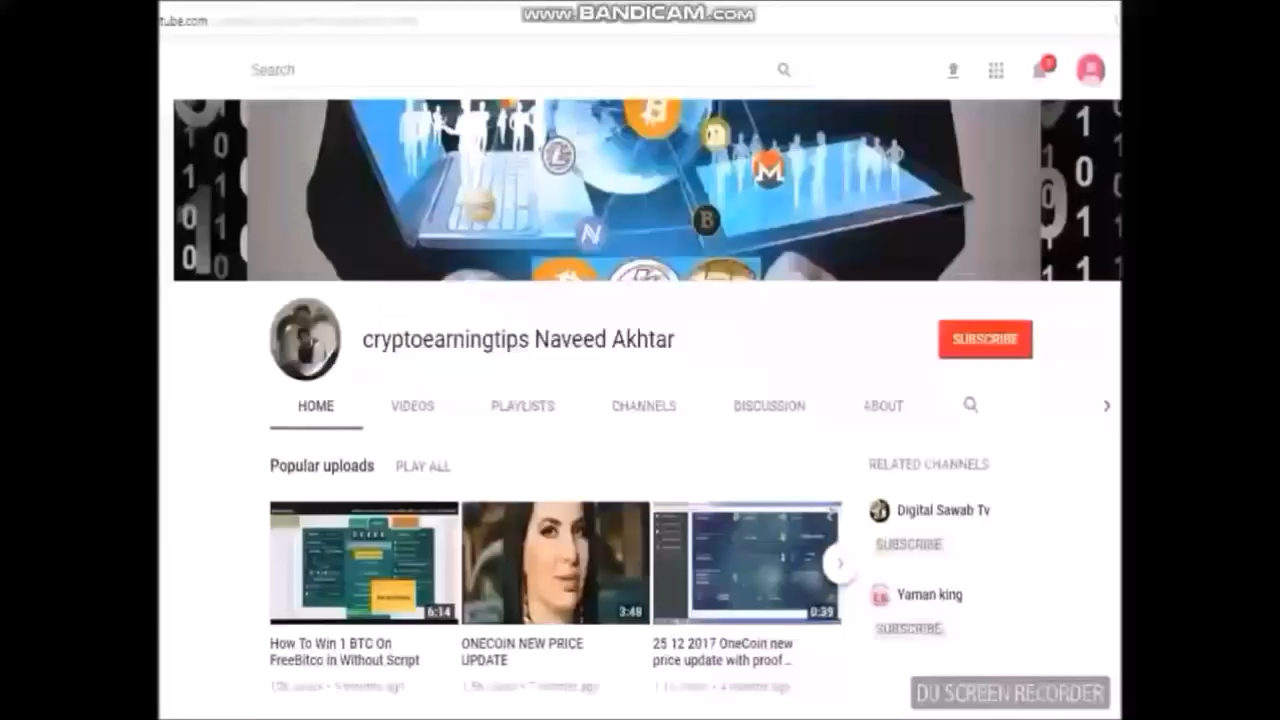 www.BANDICAM.com
tube.com
Search
cryptoearningtips Naveed Akhtar
SUBSCRIBE
HOME VIDEOS PLAYLISTS CHANNELS DISCUSSION ABOUT
Popular uploads PLAY ALL
6:14
How To Win 1 BTC On
FreeBitco in Without Script
3:48
ONECOIN NEW PRICE
UPDATE
0:39
25 12 2017 OneCoin new
price update with proof...
RELATED CHANNELS
Digital Sawab Tv
SUBSCRIBE
Yaman king
SUBSCRIBE
DU SCREEN RECORDER